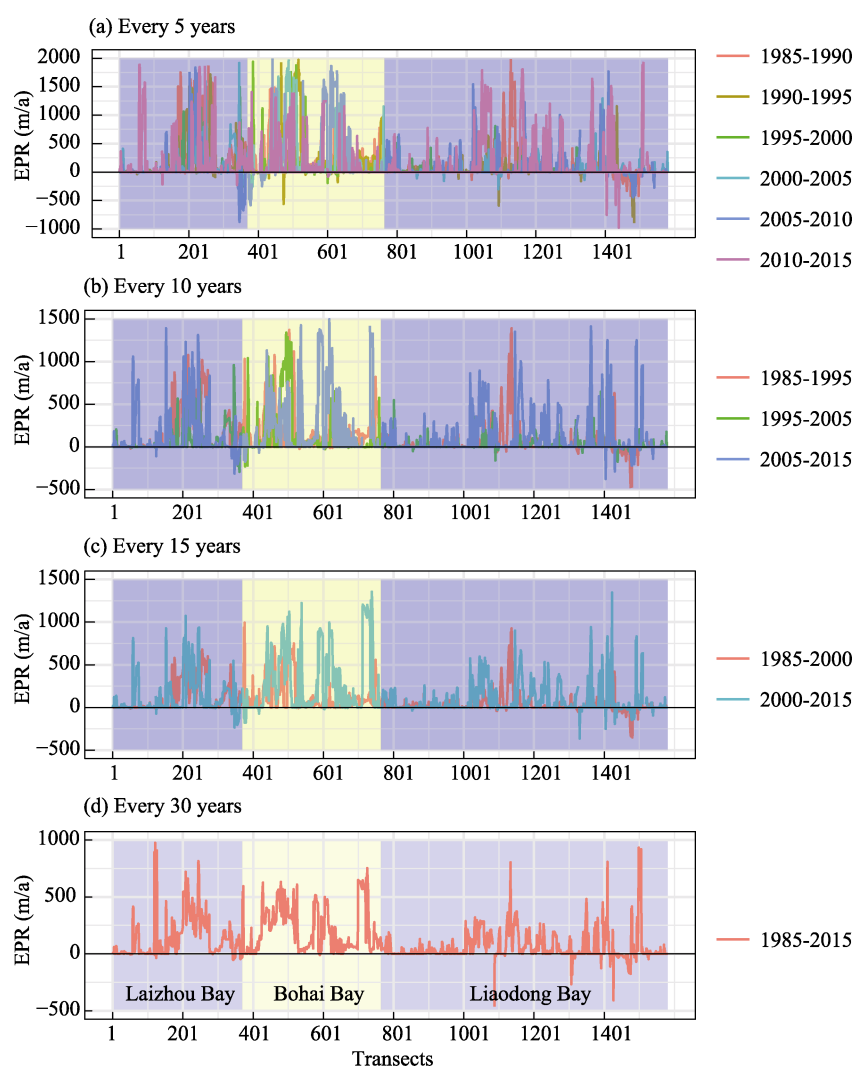 (a) Every 5 years
EPR (m/a)
2000
1500
1000
500
0
−500
−1000
1 201 401 601 801 1001 1201 1401
1985-1990
1990-1995
1995-2000
2000-2005
2005-2010
2010-2015
(b) Every 10 years
EPR (m/a)
1500
1000
500
0
−500
1 201 401 601 801 1001 1201 1401
1985-1995
1995-2005
2005-2015
(c) Every 15 years
EPR (m/a)
1500
1000
500
0
−500
1 201 401 601 801 1001 1201 1401
1985-2000
2000-2015
(d) Every 30 years
EPR (m/a)
1000
500
0
−500
Laizhou Bay Bohai Bay Liaodong Bay
1 201 401 601 801 1001 1201 1401
Transects
1985-2015